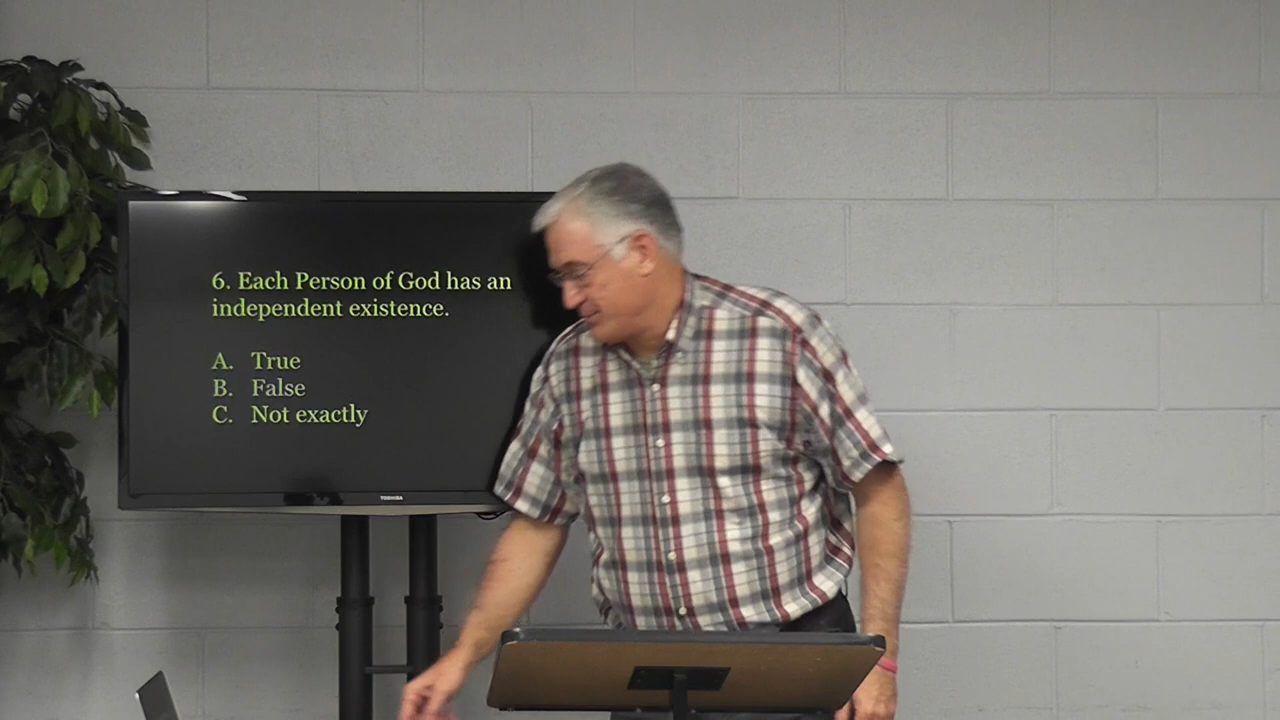 6. Each Person of God has an
independent existence.
A. True
B. False
C. Not exactly
TOSHIBA